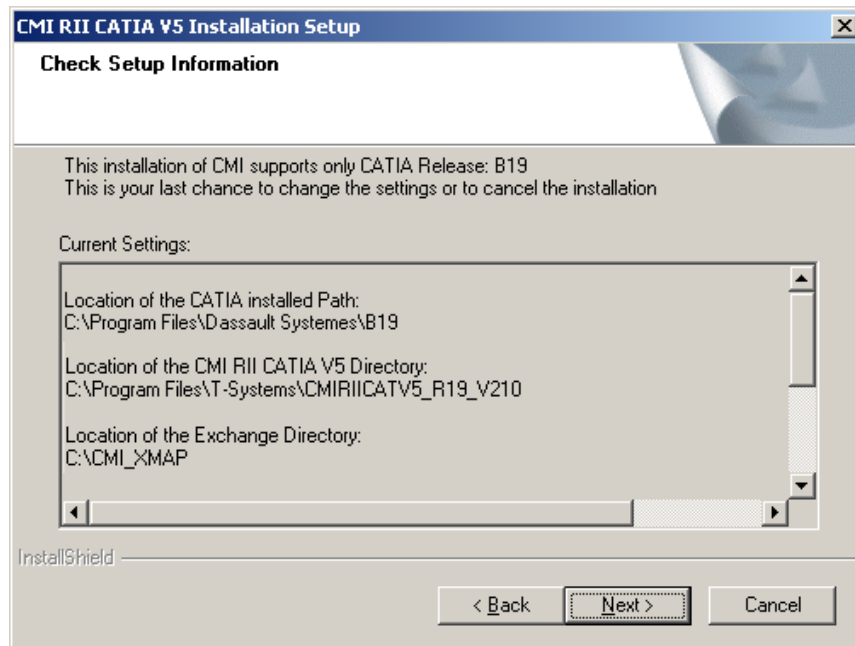 CMI RII CATIA V5 Installation Setup
Check Setup Information
This installation of CMI supports only CATIA Release: B19
This is your last chance to change the settings or to cancel the installation
Current Settings:
Location of the CATIA installed Path:
C:\Program Files\Dassault Systemes\B19
Location of the CMI RII CATIA V5 Directory:
C:\Program Files\T-Systems\CMIRIICATV5_R19_V210
Location of the Exchange Directory:
C:\CMI_XMAP
InstallShield
< Back
Next >
Cancel